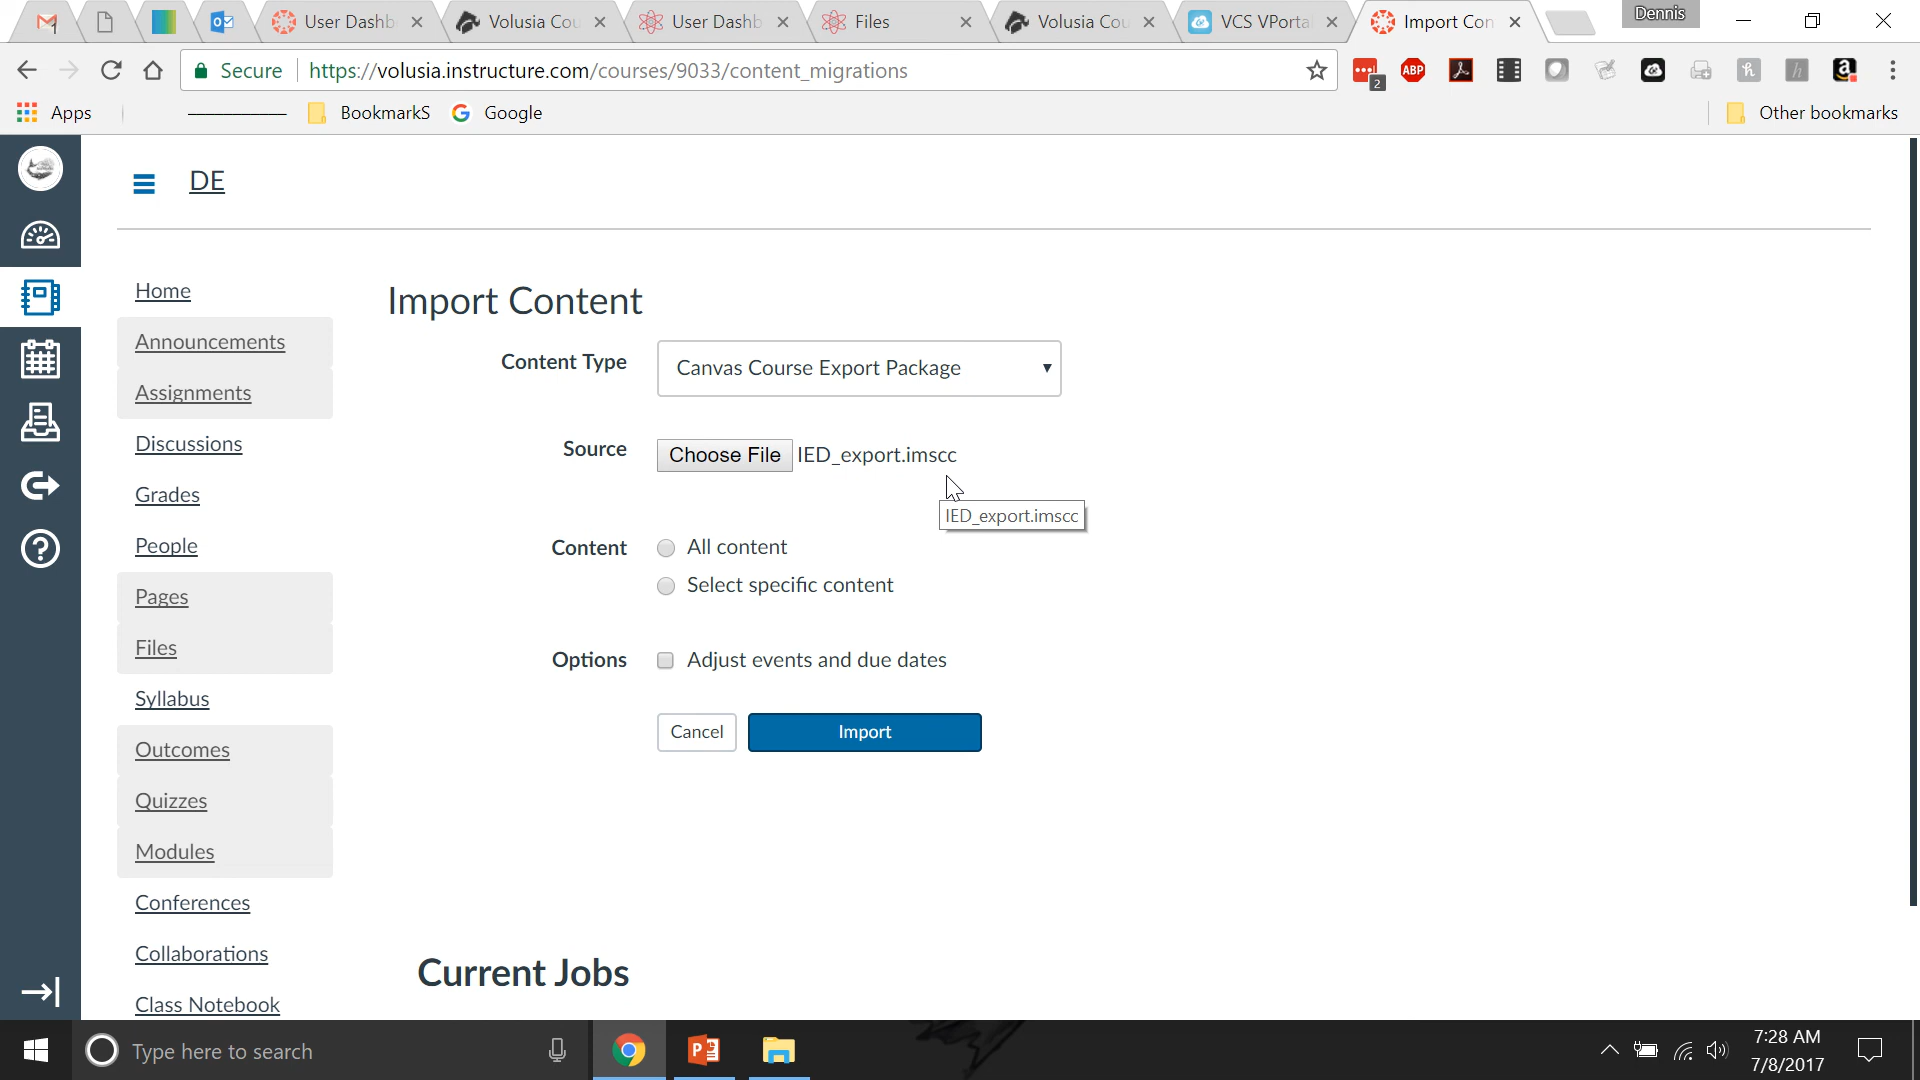 User Dashb
Volusia Cou
User Dashb
Files
Volusia Cou
VCS VPorta
Import Con
Dennis
Secure
https://volusia.instructure.com/courses/9033/content_migrations
2
ABP
Apps
BookmarkS
Google
Other bookmarks
DE
Home
Announcements
Assignments
Discussions
Grades
People
Pages
Files
Syllabus
Outcomes
Quizzes
Modules
Conferences
Collaborations
Class Notebook
Import Content
Content Type
Canvas Course Export Package
Source
Choose File
IED_export.imscc
IED_export.imscc
Content
All content
Select specific content
Options
Adjust events and due dates
Cancel
Import
Current Jobs
Type here to search
7:28 AM
7/8/2017